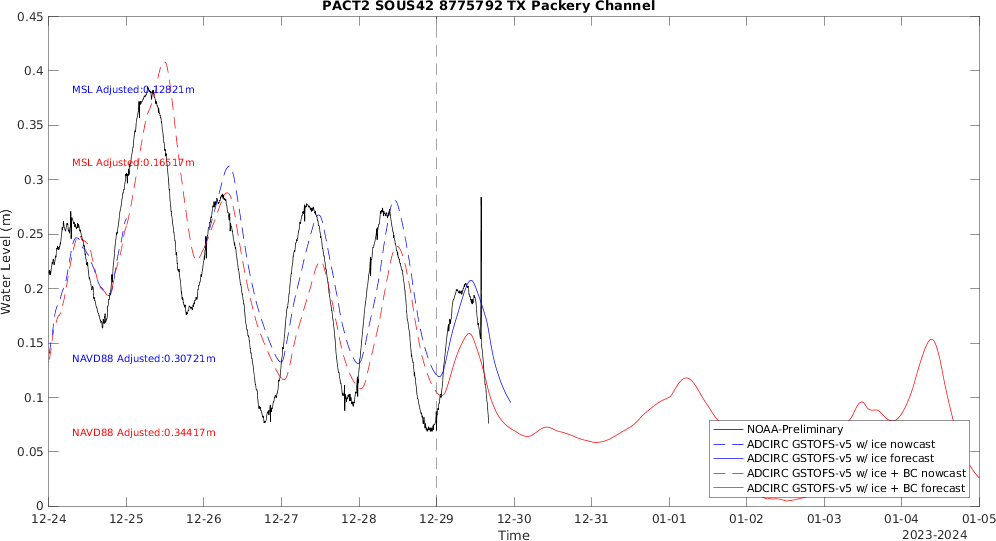 PACT2 SOUS42 8775792 TX Packery Channel
0.45
0.4
0.35
0.3
0.25
0.2
0.15
0.1
0.05
0
Water Level (m)
MSL Adjusted:0.12821m
MSL Adjusted:0.16517m
NAVD88 Adjusted:0.30721m
NAVD88 Adjusted:0.34417m
NOAA-Preliminary
ADCIRC GSTOFS-v5 w/ ice nowcast
ADCIRC GSTOFS-v5 w/ ice forecast
ADCIRC GSTOFS-v5 w/ ice + BC nowcast
ADCIRC GSTOFS-v5 w/ ice + BC forecast
12-24 12-25 12-26 12-27 12-28 12-29 12-30 12-31 01-01 01-02 01-03 01-04 01-05
Time
2023-2024